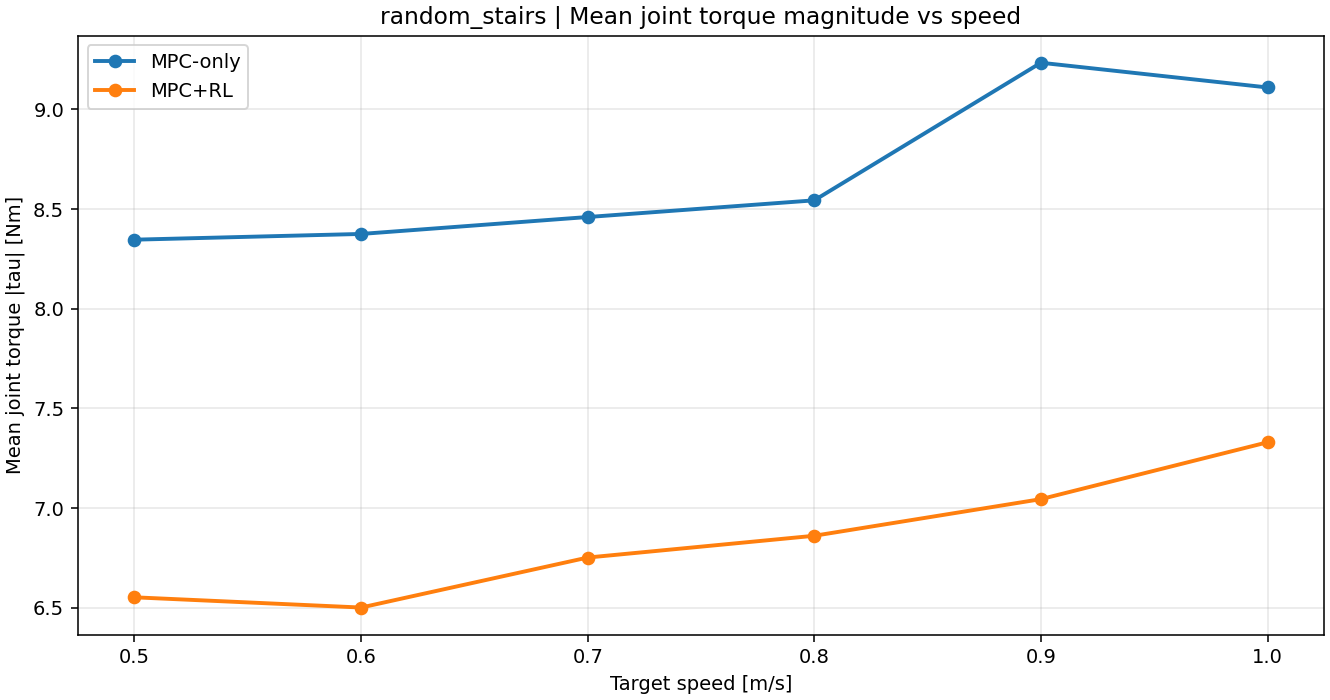 random_stairs | Mean joint torque magnitude vs speed
MPC-only
MPC+RL
Mean joint torque |tau| [Nm]
9.0
8.5
8.0
7.5
7.0
6.5
0.5 0.6 0.7 0.8 0.9 1.0
Target speed [m/s]